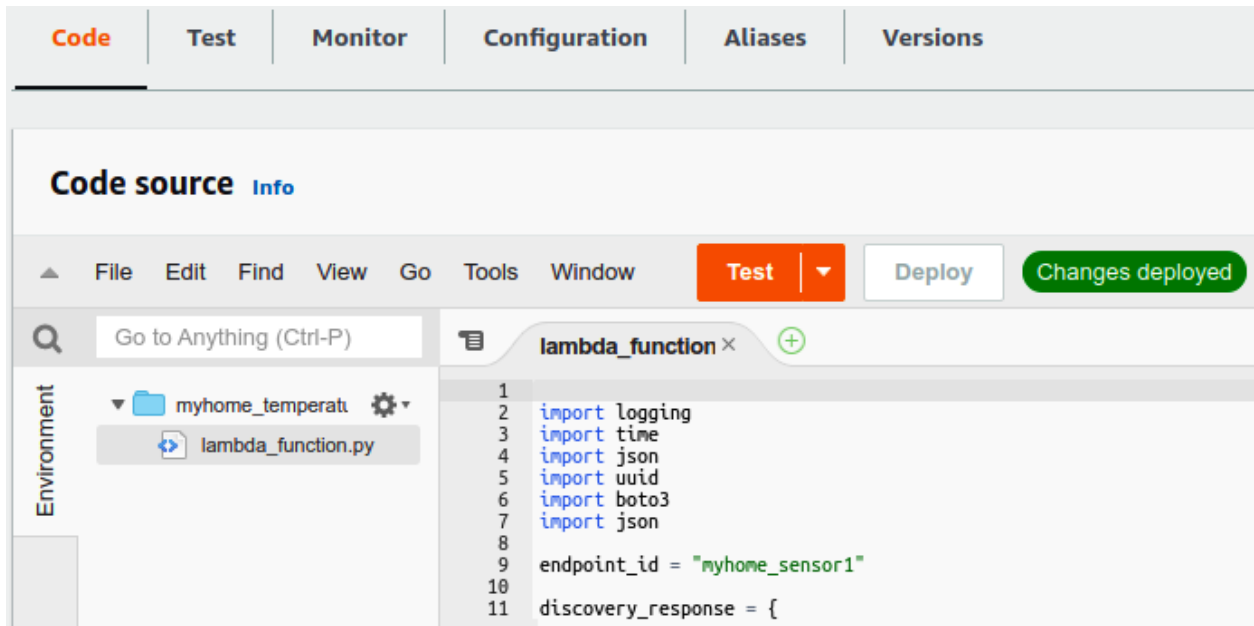 Code Test Monitor Configuration Aliases Versions
Code source Info
File Edit Find View Go Tools Window Test Deploy Changes deployed
Go to Anything (Ctrl-P)
lambda_function
Environment
myhome_temperatu
lambda_function.py
1
2 import logging
3 import time
4 import json
5 import uuid
6 import boto3
7 import json
8
9 endpoint_id = "myhome_sensor1"
10
11 discovery_response = {